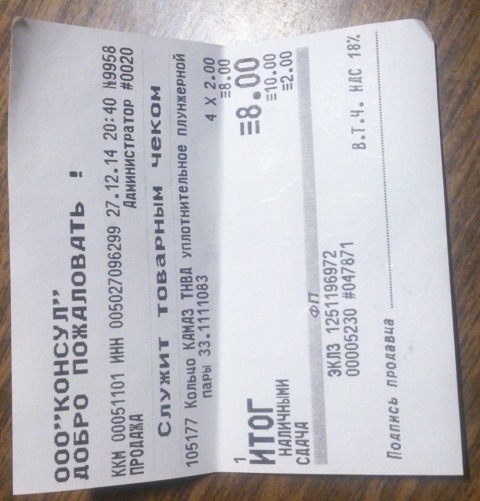 ООО"КОНСУЛ"
ДОБРО ПОЖАЛОВАТЬ !
ККМ 00051101 ИНН 005027096299 27.12.14 20:40 №9958
ПРОДАЖА Администратор #0020
Служит товарным чеком
105177 Кольцо КАМАЗ ТНВД уплотнительное плунжерной
пары 33.1111083
4 X 2.00
≡8.00
1
ИТОГ ≡8.00
НАЛИЧНЫМИ ≡10.00
СДАЧА ≡2.00
ФП
ЭКЛЗ 1251196972
00005230 #047871
В.Т.Ч. НДС 18%
Подпись продавца